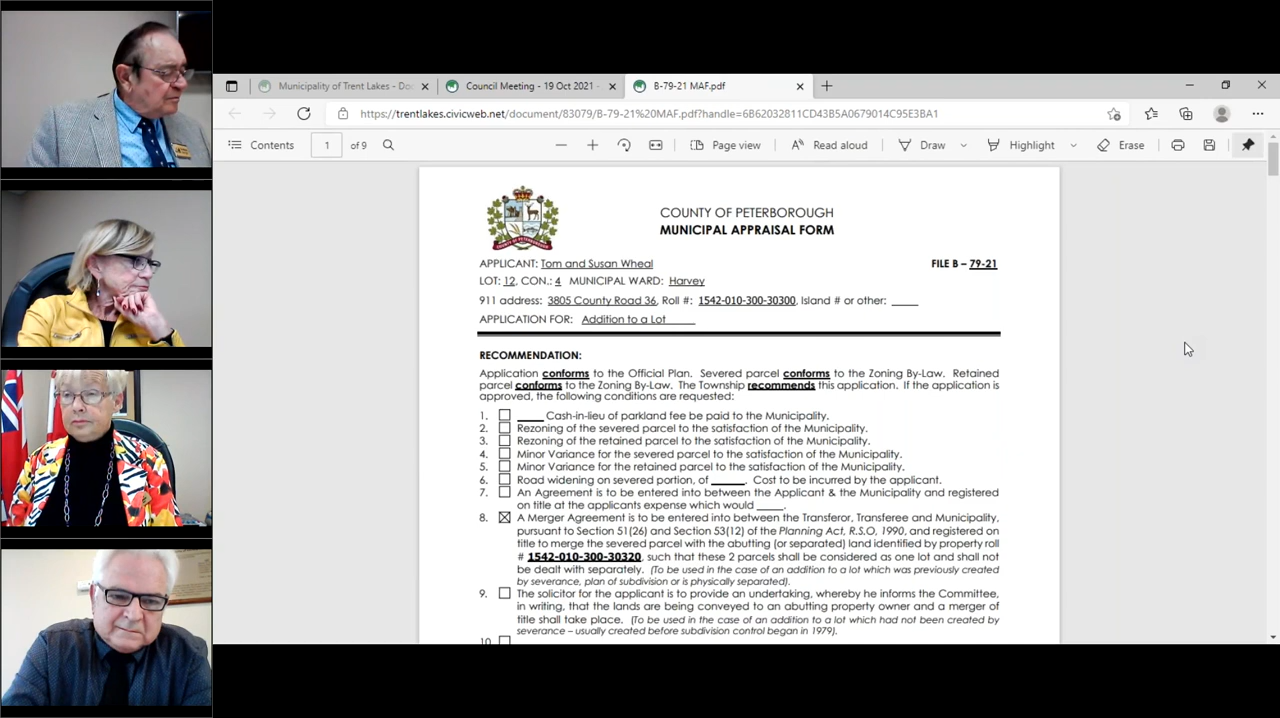 Municipality of Trent Lakes - Do
Council Meeting - 19 Oct 2021 -
B-79-21 MAF.pdf
https://trentlakes.civicweb.net/document/83079/B-79-21%20MAF.pdf?handle=6B62032811CD43B5A0679014C95E3BA1
Contents 1 of 9 Page view Read aloud Draw Highlight Erase
COUNTY OF PETERBOROUGH
MUNICIPAL APPRAISAL FORM
APPLICANT: Tom and Susan Wheal FILE B – 79-21
LOT: 12, CON.: 4 MUNICIPAL WARD: Harvey
911 address: 3805 County Road 36, Roll #: 1542-010-300-30300, Island # or other: ____
APPLICATION FOR: Addition to a Lot
RECOMMENDATION:
Application conforms to the Official Plan. Severed parcel conforms to the Zoning By-Law. Retained
parcel conforms to the Zoning By-Law. The Township recommends this application. If the application is
approved, the following conditions are requested:
1. ____ Cash-in-lieu of parkland fee be paid to the Municipality.
2. Rezoning of the severed parcel to the satisfaction of the Municipality.
3. Rezoning of the retained parcel to the satisfaction of the Municipality.
4. Minor Variance for the severed parcel to the satisfaction of the Municipality.
5. Minor Variance for the retained parcel to the satisfaction of the Municipality.
6. Road widening on severed portion, of _____. Cost to be incurred by the applicant.
7. An Agreement is to be entered into between the Applicant & the Municipality and registered
on title at the applicants expense which would ____.
8. A Merger Agreement is to be entered into between the Transferor, Transferee and Municipality,
pursuant to Section 51(26) and Section 53(12) of the Planning Act, R.S.O, 1990, and registered on
title to merge the severed parcel with the abutting (or separated) land identified by property roll
# 1542-010-300-30320, such that these 2 parcels shall be considered as one lot and shall not
be dealt with separately. (To be used in the case of an addition to a lot which was previously created
by severance, plan of subdivision or is physically separated).
9. The solicitor for the applicant is to provide an undertaking, whereby he informs the Committee,
in writing, that the lands are being conveyed to an abutting property owner and a merger of
title shall take place. (To be used in the case of an addition to a lot which had not been created by
severance – usually created before subdivision control began in 1979).
10